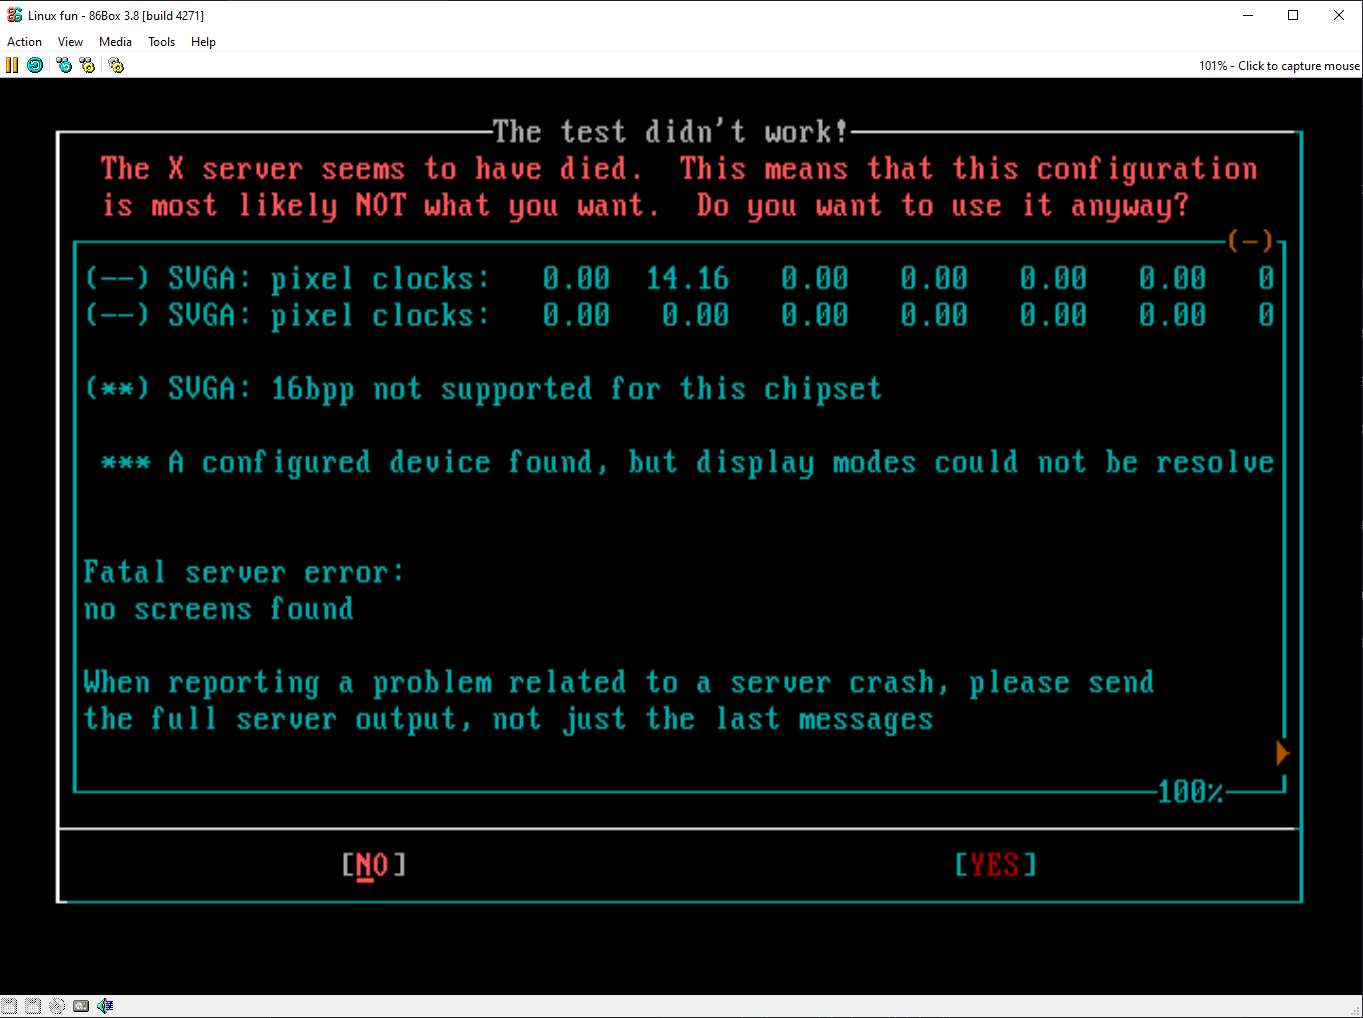 Linux fun - 86Box 3.8 [build 4271]
Action View Media Tools Help
101% - Click to capture mouse
The test didn't work!
The X server seems to have died.  This means that this configuration
is most likely NOT what you want.  Do you want to use it anyway?
(-)
(--) SVGA: pixel clocks:   0.00  14.16   0.00   0.00   0.00   0.00   0
(--) SVGA: pixel clocks:   0.00   0.00   0.00   0.00   0.00   0.00   0
(**) SVGA: 16bpp not supported for this chipset
*** A configured device found, but display modes could not be resolve
Fatal server error:
no screens found
When reporting a problem related to a server crash, please send
the full server output, not just the last messages
100%
[NO] [YES]